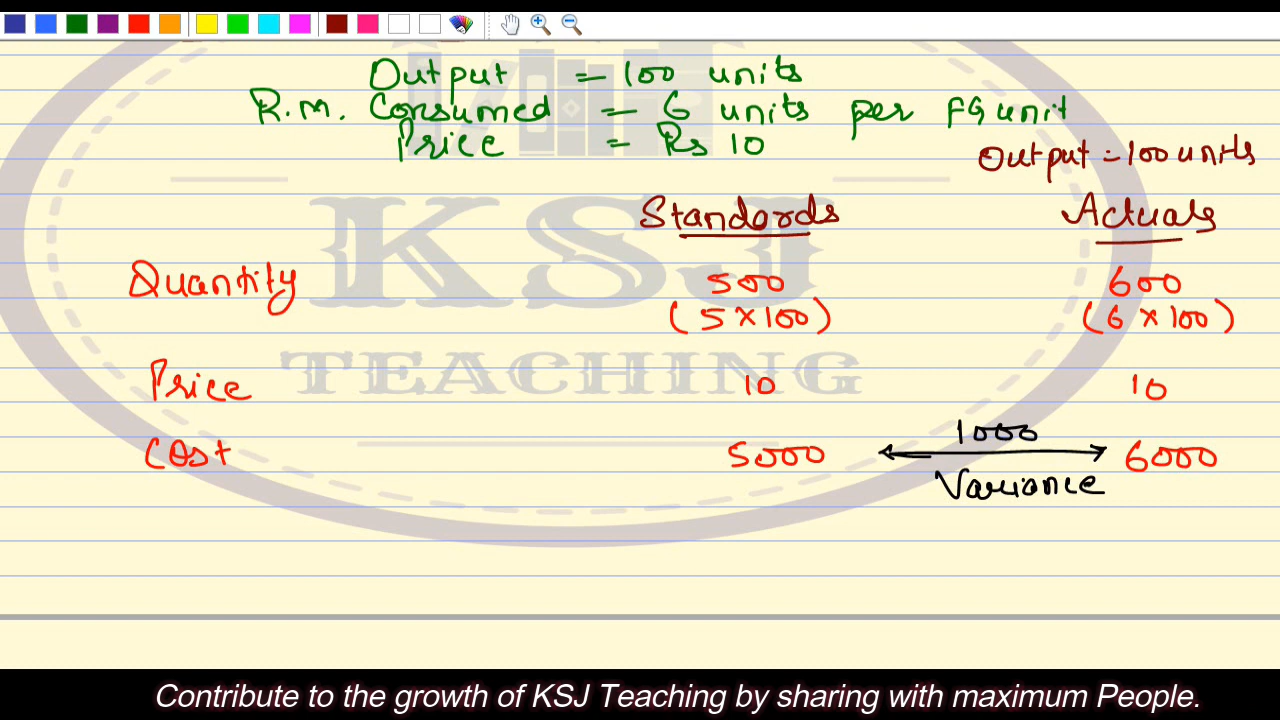 Output = 100 units
R.M. Consumed = 6 units per FG unit
Price = Rs 10
Output = 100 units
Standards Actuals
Quantity 500 600
(5 × 100) (6 × 100)
Price 10 10
Cost 5000 1000 6000
Variance
KSJ
TEACHING
Contribute to the growth of KSJ Teaching by sharing with maximum People.